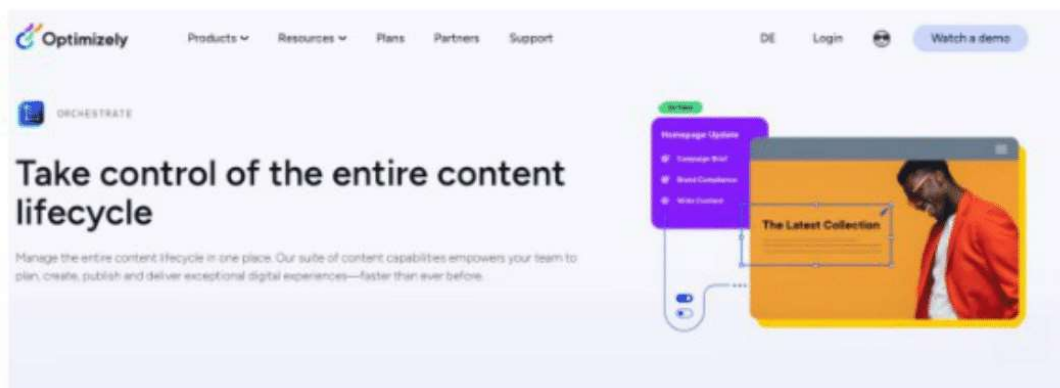 Optimizely
Products
Resources
Plans
Partners
Support
DE
Login
Watch a demo
ORCHESTRATE
Take control of the entire content
lifecycle
Manage the entire content lifecycle in one place. Our suite of content capabilities empowers your team to
plan, create, publish and deliver exceptional digital experiences—faster than ever before.
Homepage Update
Campaign Brief
Brand Compliance
Write Content
The Latest Collection